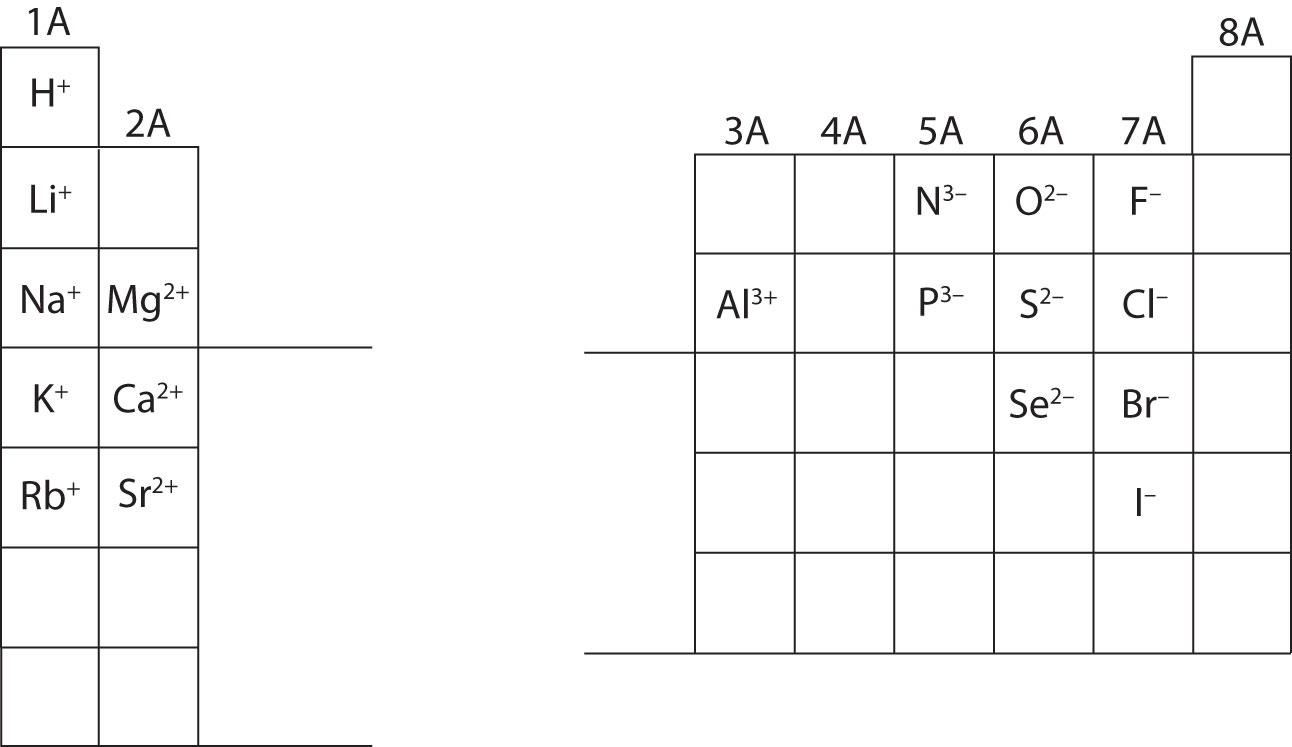 1A
8A
H⁺
2A
3A 4A 5A 6A 7A
Li⁺ N³⁻ O²⁻ F⁻
Na⁺ Mg²⁺ Al³⁺ P³⁻ S²⁻ Cl⁻
K⁺ Ca²⁺ Se²⁻ Br⁻
Rb⁺ Sr²⁺ I⁻